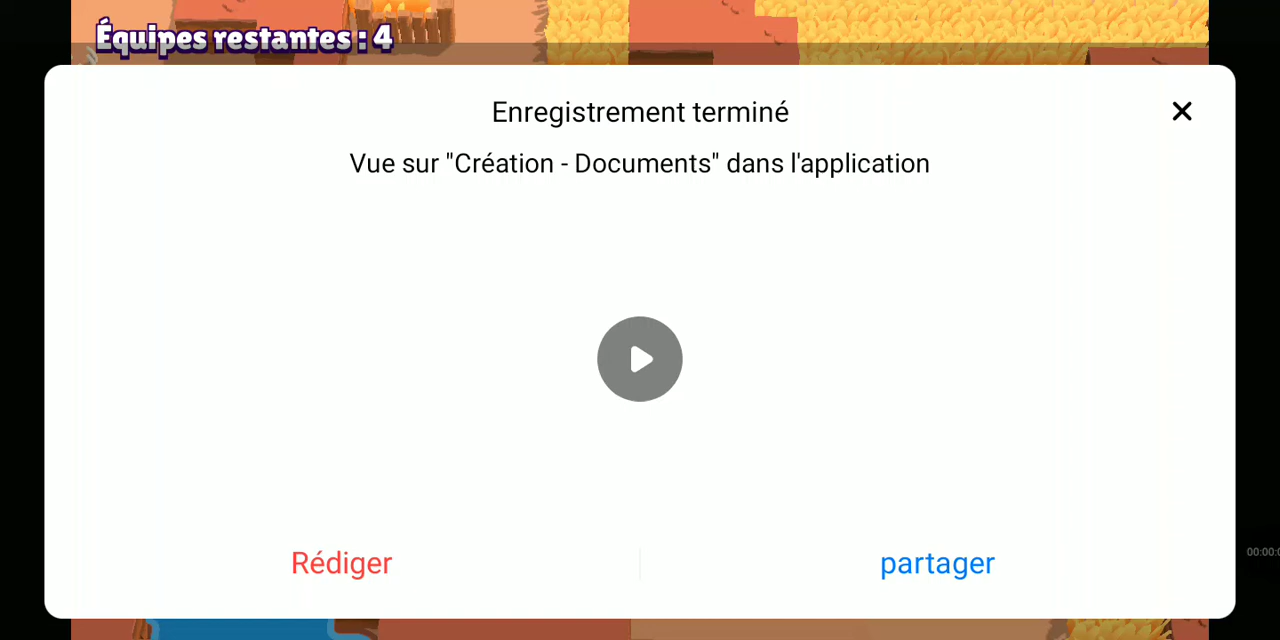 Équipes restantes : 4
Enregistrement terminé
Vue sur "Création - Documents" dans l'application
Rédiger
partager